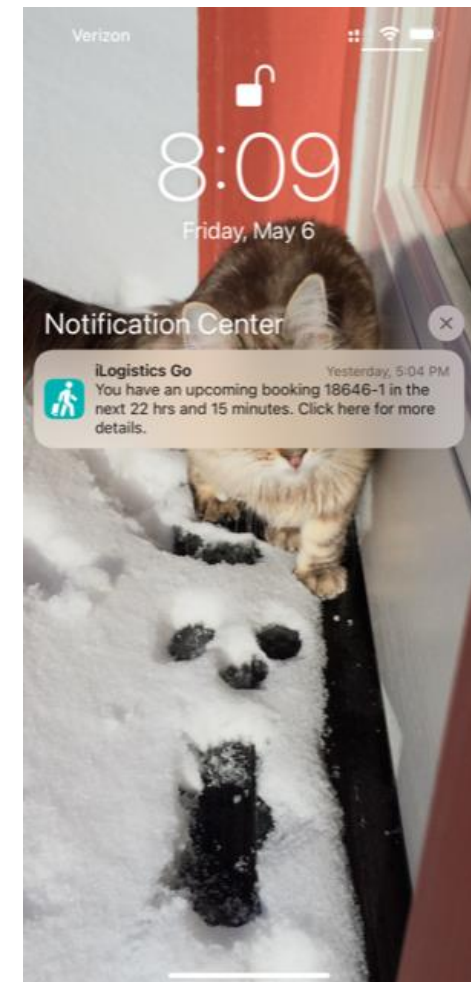 Verizon
8:09
Friday, May 6
Notification Center
iLogistics Go Yesterday, 5:04 PM
You have an upcoming booking 18646-1 in the
next 22 hrs and 15 minutes. Click here for more
details.